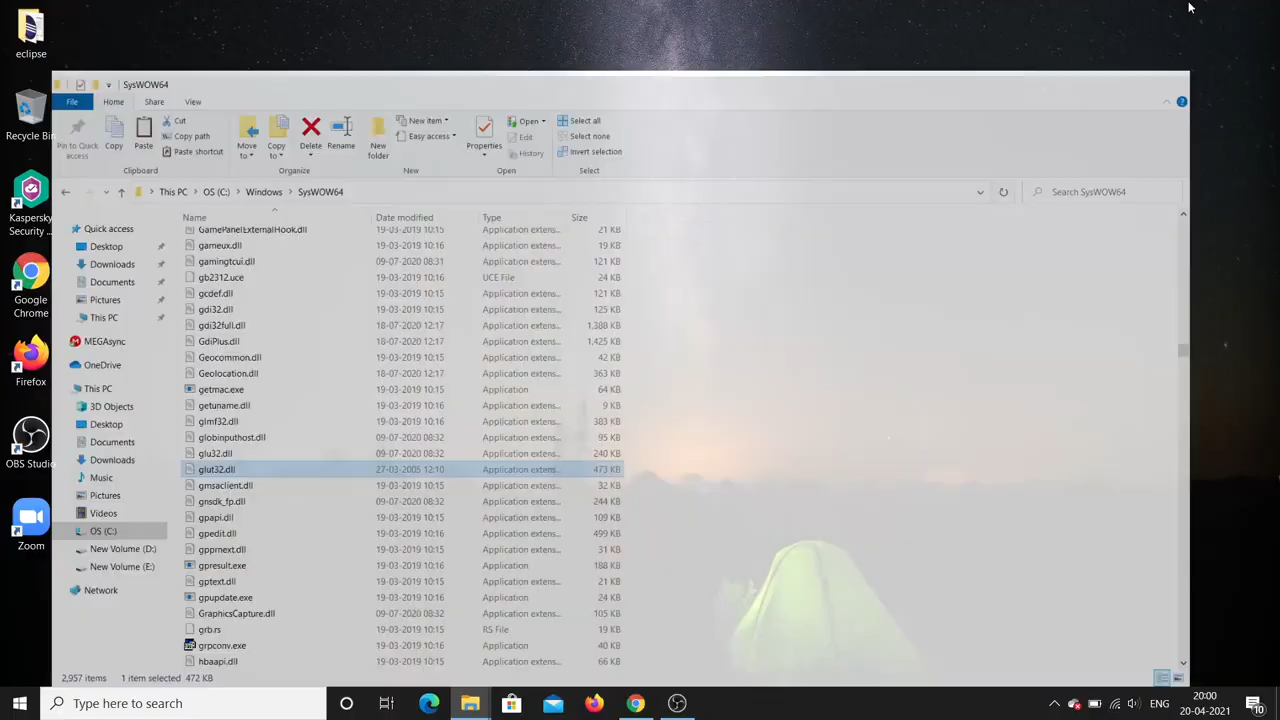 eclipse
Recycle Bin
Kaspersky
Security ...
Google
Chrome
Firefox
OBS Studio
Zoom
SysWOW64
File Home Share View
Pin to Quick
access
Copy
Paste
Cut
Copy path
Paste shortcut
Clipboard
Move
to
Copy
to
Delete
Rename
Organize
New
folder
New item
Easy access
New
Properties
Open
Edit
History
Open
Select all
Select none
Invert selection
Select
This PC OS (C:) Windows SysWOW64
Search SysWOW64
Quick access
Desktop
Downloads
Documents
Pictures
This PC
MEGAsync
OneDrive
This PC
3D Objects
Desktop
Documents
Downloads
Music
Pictures
Videos
OS (C:)
New Volume (D:)
New Volume (E:)
Network
Name Date modified Type Size
GamePanelExternalHook.dll 19-03-2019 10:15 Application extens... 21 KB
gameux.dll 19-03-2019 10:15 Application extens... 19 KB
gamingtcui.dll 09-07-2020 08:31 Application extens... 121 KB
gb2312.uce 19-03-2019 10:16 UCE File 24 KB
gcdef.dll 19-03-2019 10:15 Application extens... 121 KB
gdi32.dll 19-03-2019 10:15 Application extens... 125 KB
gdi32full.dll 18-07-2020 12:17 Application extens... 1,388 KB
GdiPlus.dll 18-07-2020 12:17 Application extens... 1,425 KB
Geocommon.dll 19-03-2019 10:16 Application extens... 42 KB
Geolocation.dll 18-07-2020 12:17 Application extens... 363 KB
getmac.exe 19-03-2019 10:15 Application 64 KB
getuname.dll 19-03-2019 10:16 Application extens... 9 KB
glmf32.dll 19-03-2019 10:16 Application extens... 383 KB
globinputhost.dll 09-07-2020 08:32 Application extens... 95 KB
glu32.dll 09-07-2020 08:32 Application extens... 240 KB
glut32.dll 27-03-2005 12:10 Application extens... 473 KB
gmsaclient.dll 19-03-2019 10:15 Application extens... 32 KB
gnsdk_fp.dll 09-07-2020 08:32 Application extens... 244 KB
gpapi.dll 19-03-2019 10:15 Application extens... 109 KB
gpedit.dll 19-03-2019 10:16 Application extens... 499 KB
gpprnext.dll 19-03-2019 10:15 Application extens... 31 KB
gpresult.exe 19-03-2019 10:16 Application 188 KB
gptext.dll 19-03-2019 10:15 Application extens... 21 KB
gpupdate.exe 19-03-2019 10:16 Application 24 KB
GraphicsCapture.dll 09-07-2020 08:32 Application extens... 105 KB
grb.rs 19-03-2019 10:15 RS File 19 KB
grpconv.exe 19-03-2019 10:16 Application 40 KB
hbaapi.dll 19-03-2019 10:15 Application extens... 66 KB
2,957 items 1 item selected 472 KB
Type here to search
ENG
20:00
20-04-2021
10